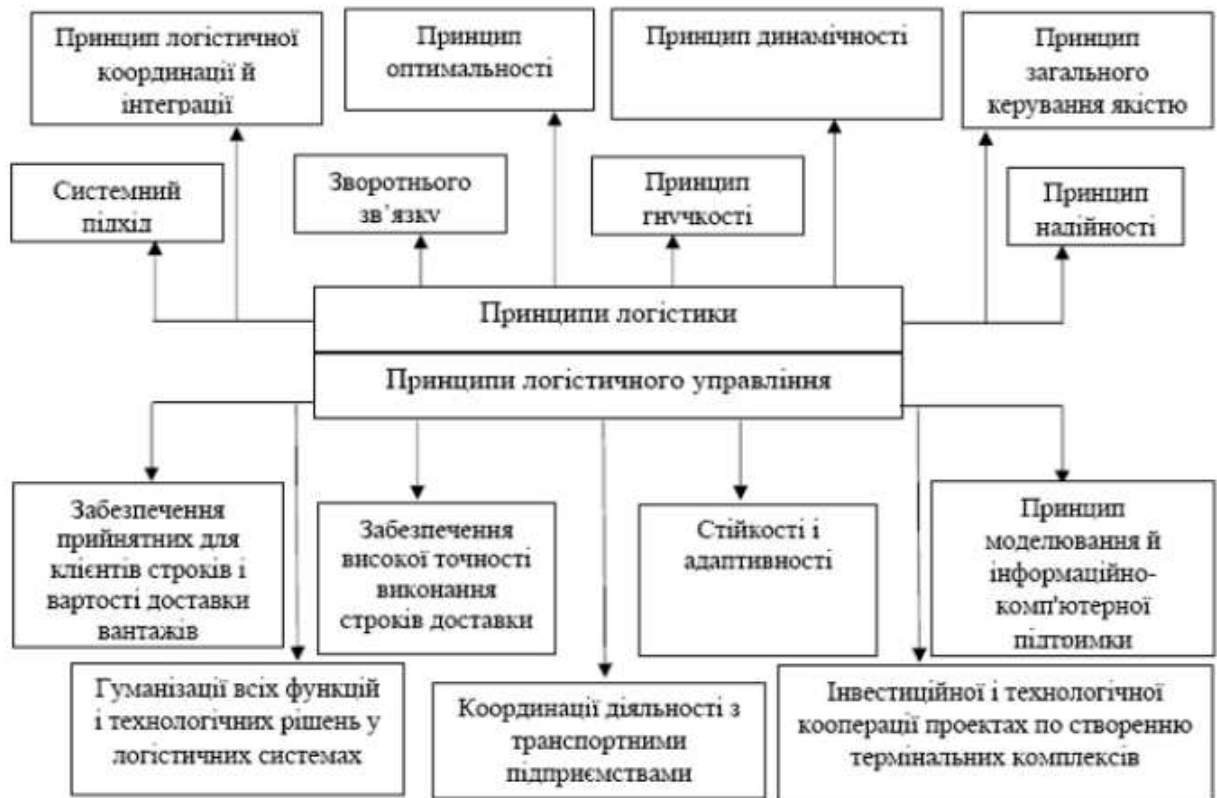 Принцип логістичної
координації й
інтеграції
Принцип
оптимальності
Принцип динамічності
Принцип
загального
керування якістю
Системний
підхід
Зворотнього
зв’язку
Принцип
гнучкості
Принцип
надійності
Принципи логістики
Принципи логістичного управління
Забезпечення
прийнятних для
клієнтів строків і
вартості доставки
вантажів
Забезпечення
високої точності
виконання
строків доставки
Стійкості і
адаптивності
Принцип
моделювання й
інформаційно-
комп'ютерної
підтримки
Гуманізації всіх функцій
і технологічних рішень у
логістичних системах
Координації діяльності з
транспортними
підприємствами
Інвестиційної і технологічної
кооперації проектах по створенню
термінальних комплексів